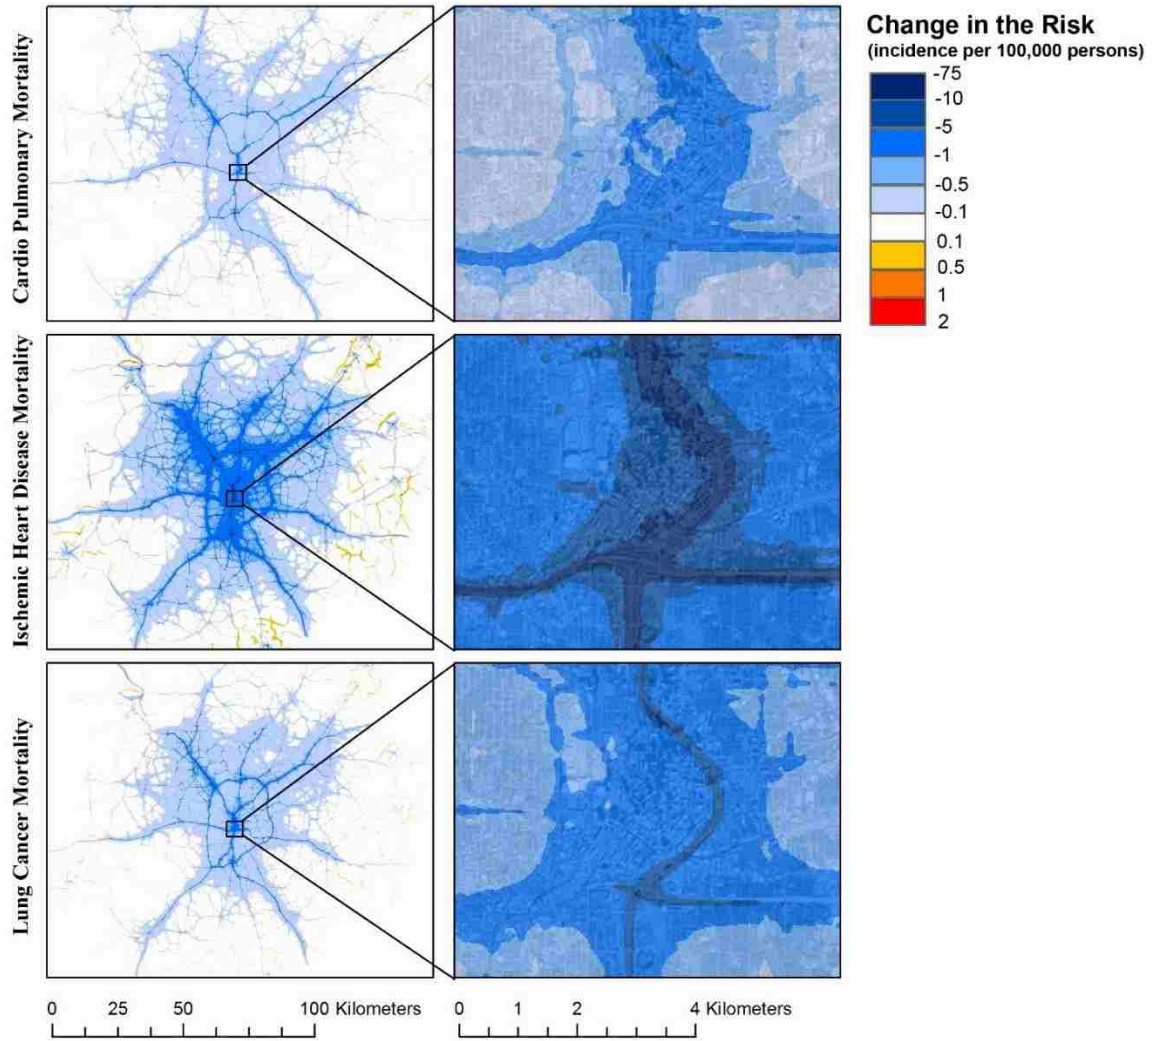 Change in the Risk
(incidence per 100,000 persons)
-75
-10
-5
-1
-0.5
-0.1
0.1
0.5
1
2
Cardio Pulmonary Mortality
Ischemic Heart Disease Mortality
Lung Cancer Mortality
0 25 50 100 Kilometers
0 1 2 4 Kilometers